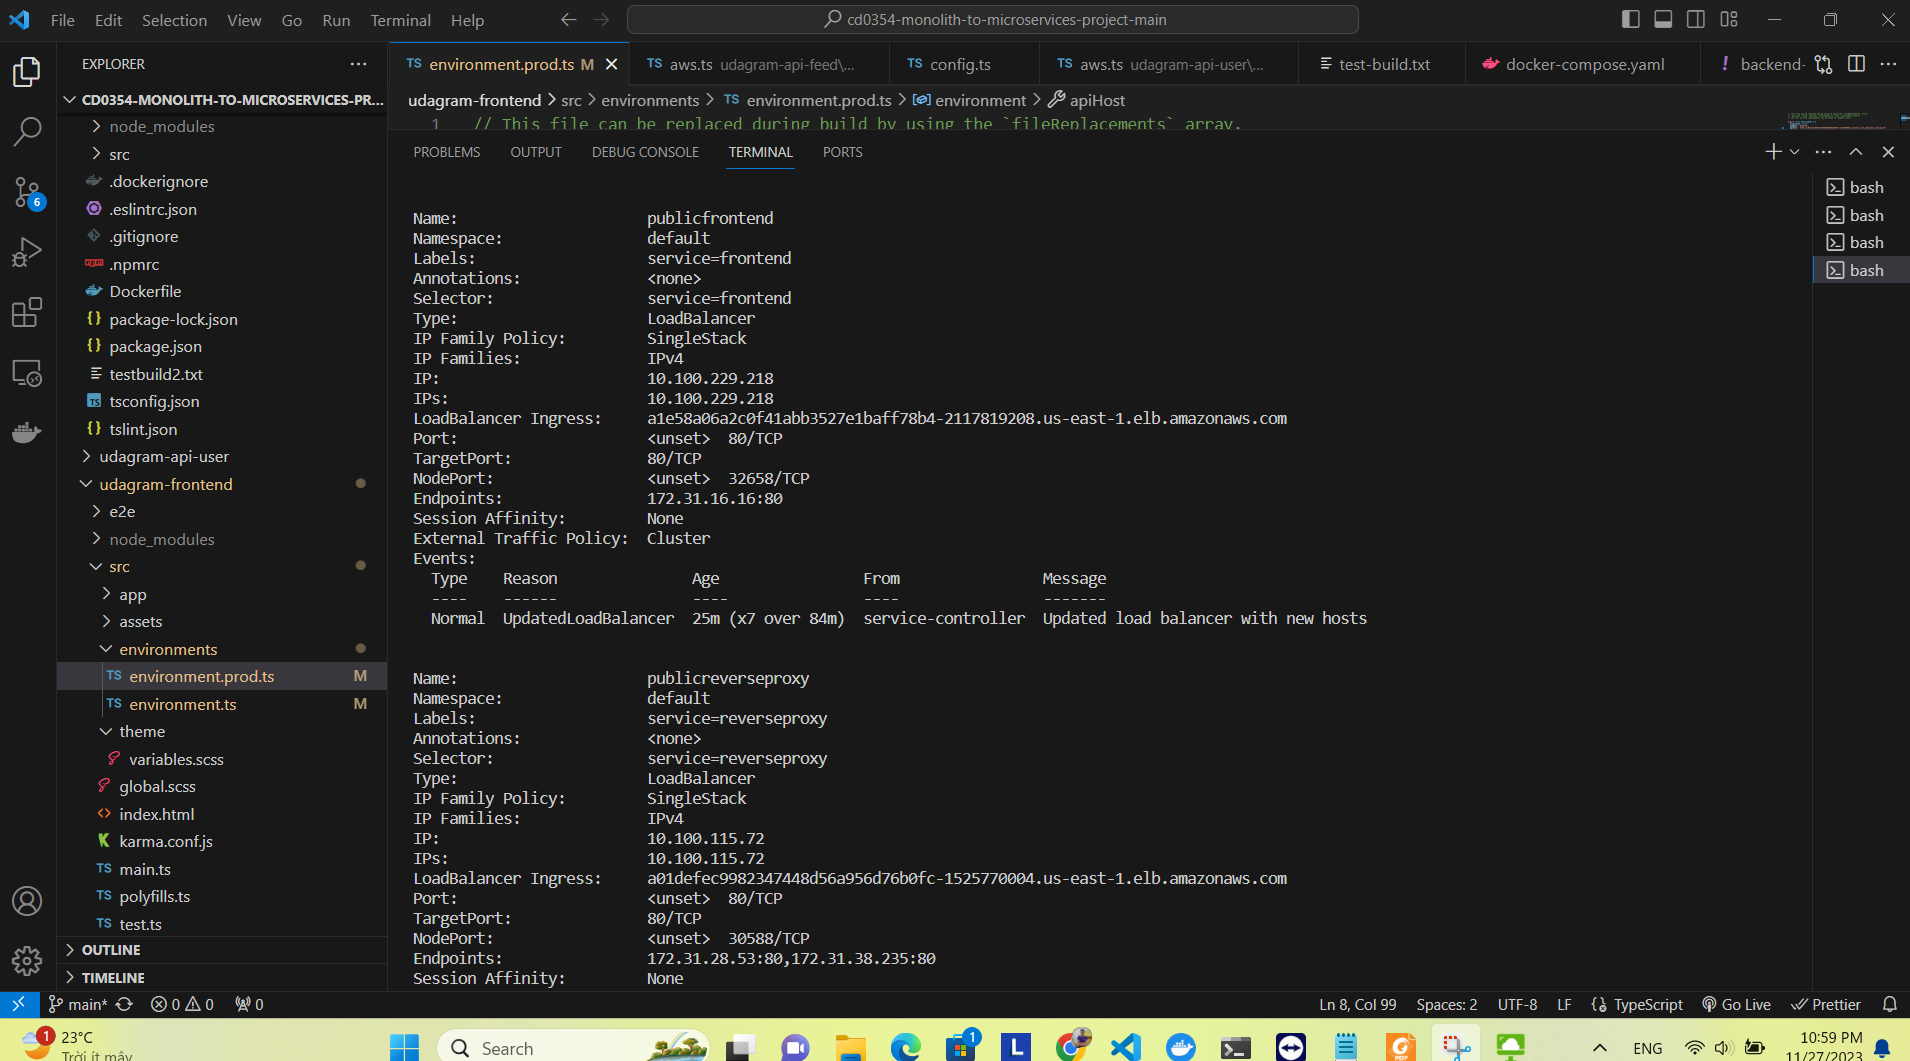 File Edit Selection View Go Run Terminal Help
cd0354-monolith-to-microservices-project-main
EXPLORER
environment.prod.ts M
aws.ts udagram-api-feed\...
config.ts
aws.ts udagram-api-user\...
test-build.txt
docker-compose.yaml
backend-
CD0354-MONOLITH-TO-MICROSERVICES-PR...
udagram-frontend > src > environments > TS environment.prod.ts > environment > apiHost
1 // This file can be replaced during build by using the `fileReplacements` array.
node_modules
src
.dockerignore
.eslintrc.json
.gitignore
.npmrc
Dockerfile
package-lock.json
package.json
testbuild2.txt
tsconfig.json
tslint.json
udagram-api-user
udagram-frontend
e2e
node_modules
src
app
assets
environments
environment.prod.ts M
environment.ts M
theme
variables.scss
global.scss
index.html
karma.conf.js
main.ts
polyfills.ts
test.ts
OUTLINE
TIMELINE
PROBLEMS OUTPUT DEBUG CONSOLE TERMINAL PORTS
bash
bash
bash
bash
Name: publicfrontend
Namespace: default
Labels: service=frontend
Annotations: <none>
Selector: service=frontend
Type: LoadBalancer
IP Family Policy: SingleStack
IP Families: IPv4
IP: 10.100.229.218
IPs: 10.100.229.218
LoadBalancer Ingress: a1e58a06a2c0f41abb3527e1baff78b4-2117819208.us-east-1.elb.amazonaws.com
Port: <unset> 80/TCP
TargetPort: 80/TCP
NodePort: <unset> 32658/TCP
Endpoints: 172.31.16.16:80
Session Affinity: None
External Traffic Policy: Cluster
Events:
Type Reason Age From Message
---- ------ ---- ---- -------
Normal UpdatedLoadBalancer 25m (x7 over 84m) service-controller Updated load balancer with new hosts
Name: publicreverseproxy
Namespace: default
Labels: service=reverseproxy
Annotations: <none>
Selector: service=reverseproxy
Type: LoadBalancer
IP Family Policy: SingleStack
IP Families: IPv4
IP: 10.100.115.72
IPs: 10.100.115.72
LoadBalancer Ingress: a01defec9982347448d56a956d76b0fc-1525770004.us-east-1.elb.amazonaws.com
Port: <unset> 80/TCP
TargetPort: 80/TCP
NodePort: <unset> 30588/TCP
Endpoints: 172.31.28.53:80,172.31.38.235:80
Session Affinity: None
main* 0 0 0
Ln 8, Col 99 Spaces: 2 UTF-8 LF TypeScript Go Live Prettier
23°C
Trời ít mây
Search
ENG
10:59 PM
11/27/2023